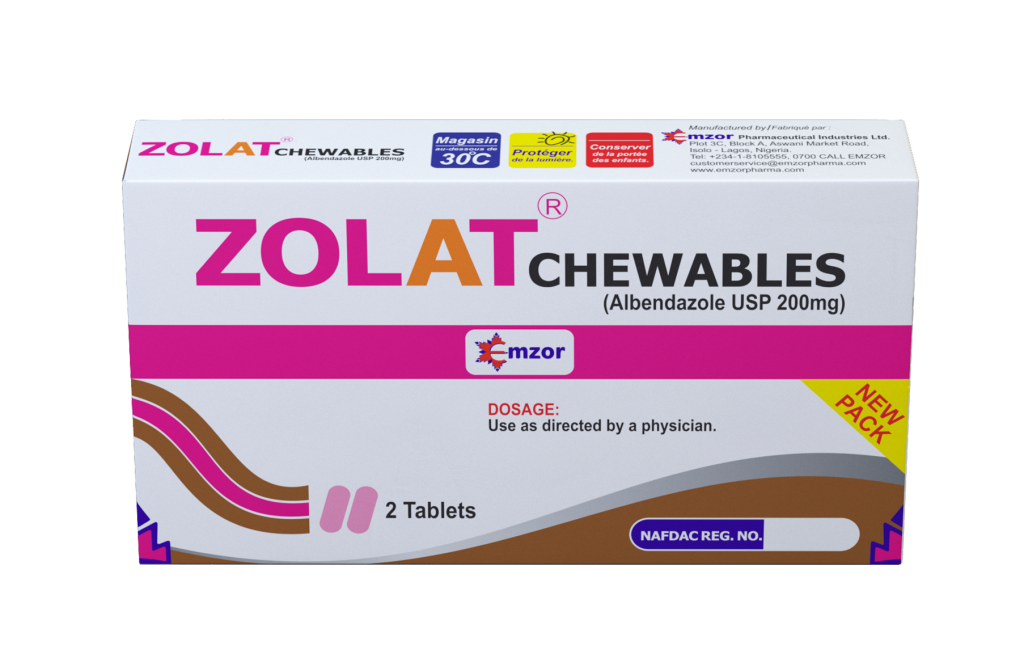 ZOLAT® CHEWABLES
(Albendazole USP 200mg)
Magasin
au-dessous de
30°C
Protéger
de la lumière.
Conserver
de la portée
des enfants.
Manufactured by/Fabriqué par :
Emzor Pharmaceutical Industries Ltd.
Plot 3C, Block A, Aswani Market Road,
Isolo - Lagos, Nigeria.
Tel: +234-1-8105555, 0700 CALL EMZOR
customerservice@emzorpharma.com
www.emzorpharma.com
ZOLAT® CHEWABLES
(Albendazole USP 200mg)
Emzor
DOSAGE:
Use as directed by a physician.
NEW
PACK
2 Tablets
NAFDAC REG. NO.